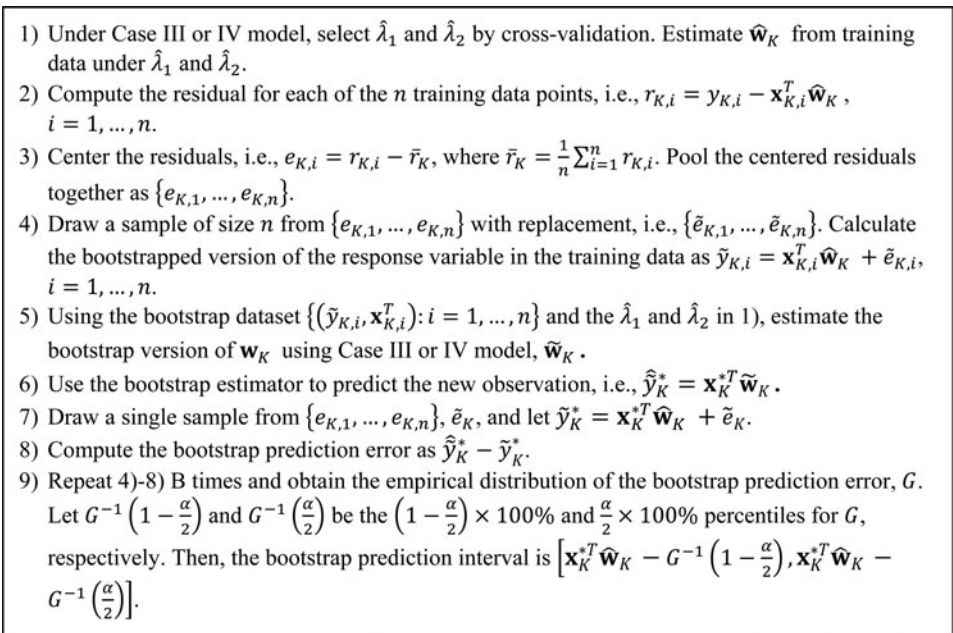 1) Under Case III or IV model, select λ̂₁ and λ̂₂ by cross-validation. Estimate ŵ_K from training
data under λ̂₁ and λ̂₂.
2) Compute the residual for each of the n training data points, i.e., r_{K,i} = y_{K,i} − x^T_{K,i}ŵ_K ,
i = 1, ..., n.
3) Center the residuals, i.e., e_{K,i} = r_{K,i} − r̄_K, where r̄_K = 1/n ∑^n_{i=1} r_{K,i}. Pool the centered residuals
together as {e_{K,1}, ..., e_{K,n}}.
4) Draw a sample of size n from {e_{K,1}, ..., e_{K,n}} with replacement, i.e., {ẽ_{K,1}, ..., ẽ_{K,n}}. Calculate
the bootstrapped version of the response variable in the training data as ỹ_{K,i} = x^T_{K,i}ŵ_K + ẽ_{K,i},
i = 1, ..., n.
5) Using the bootstrap dataset {(ỹ_{K,i}, x^T_{K,i}): i = 1, ..., n} and the λ̂₁ and λ̂₂ in 1), estimate the
bootstrap version of w_K using Case III or IV model, w̃_K .
6) Use the bootstrap estimator to predict the new observation, i.e., ỹ̂*_K = x*^T_K w̃_K .
7) Draw a single sample from {e_{K,1}, ..., e_{K,n}}, ẽ_K, and let ỹ*_K = x*^T_K ŵ_K + ẽ_K.
8) Compute the bootstrap prediction error as ỹ̂*_K − ỹ*_K.
9) Repeat 4)-8) B times and obtain the empirical distribution of the bootstrap prediction error, G.
Let G⁻¹(1 − α/2) and G⁻¹(α/2) be the (1 − α/2) × 100% and α/2 × 100% percentiles for G,
respectively. Then, the bootstrap prediction interval is [x*^T_K ŵ_K − G⁻¹(1 − α/2), x*^T_K ŵ_K −
G⁻¹(α/2)].